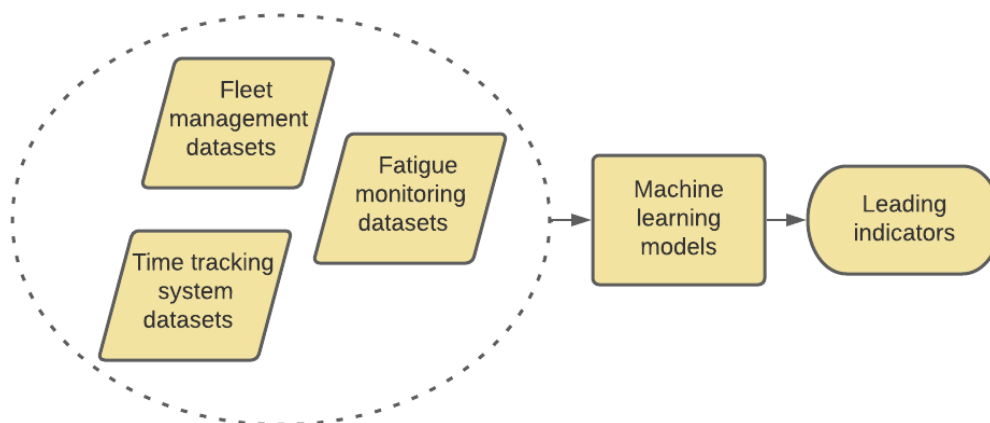 Fleet
management
datasets
Fatigue
monitoring
datasets
Time tracking
system
datasets
Machine
learning
models
Leading
indicators